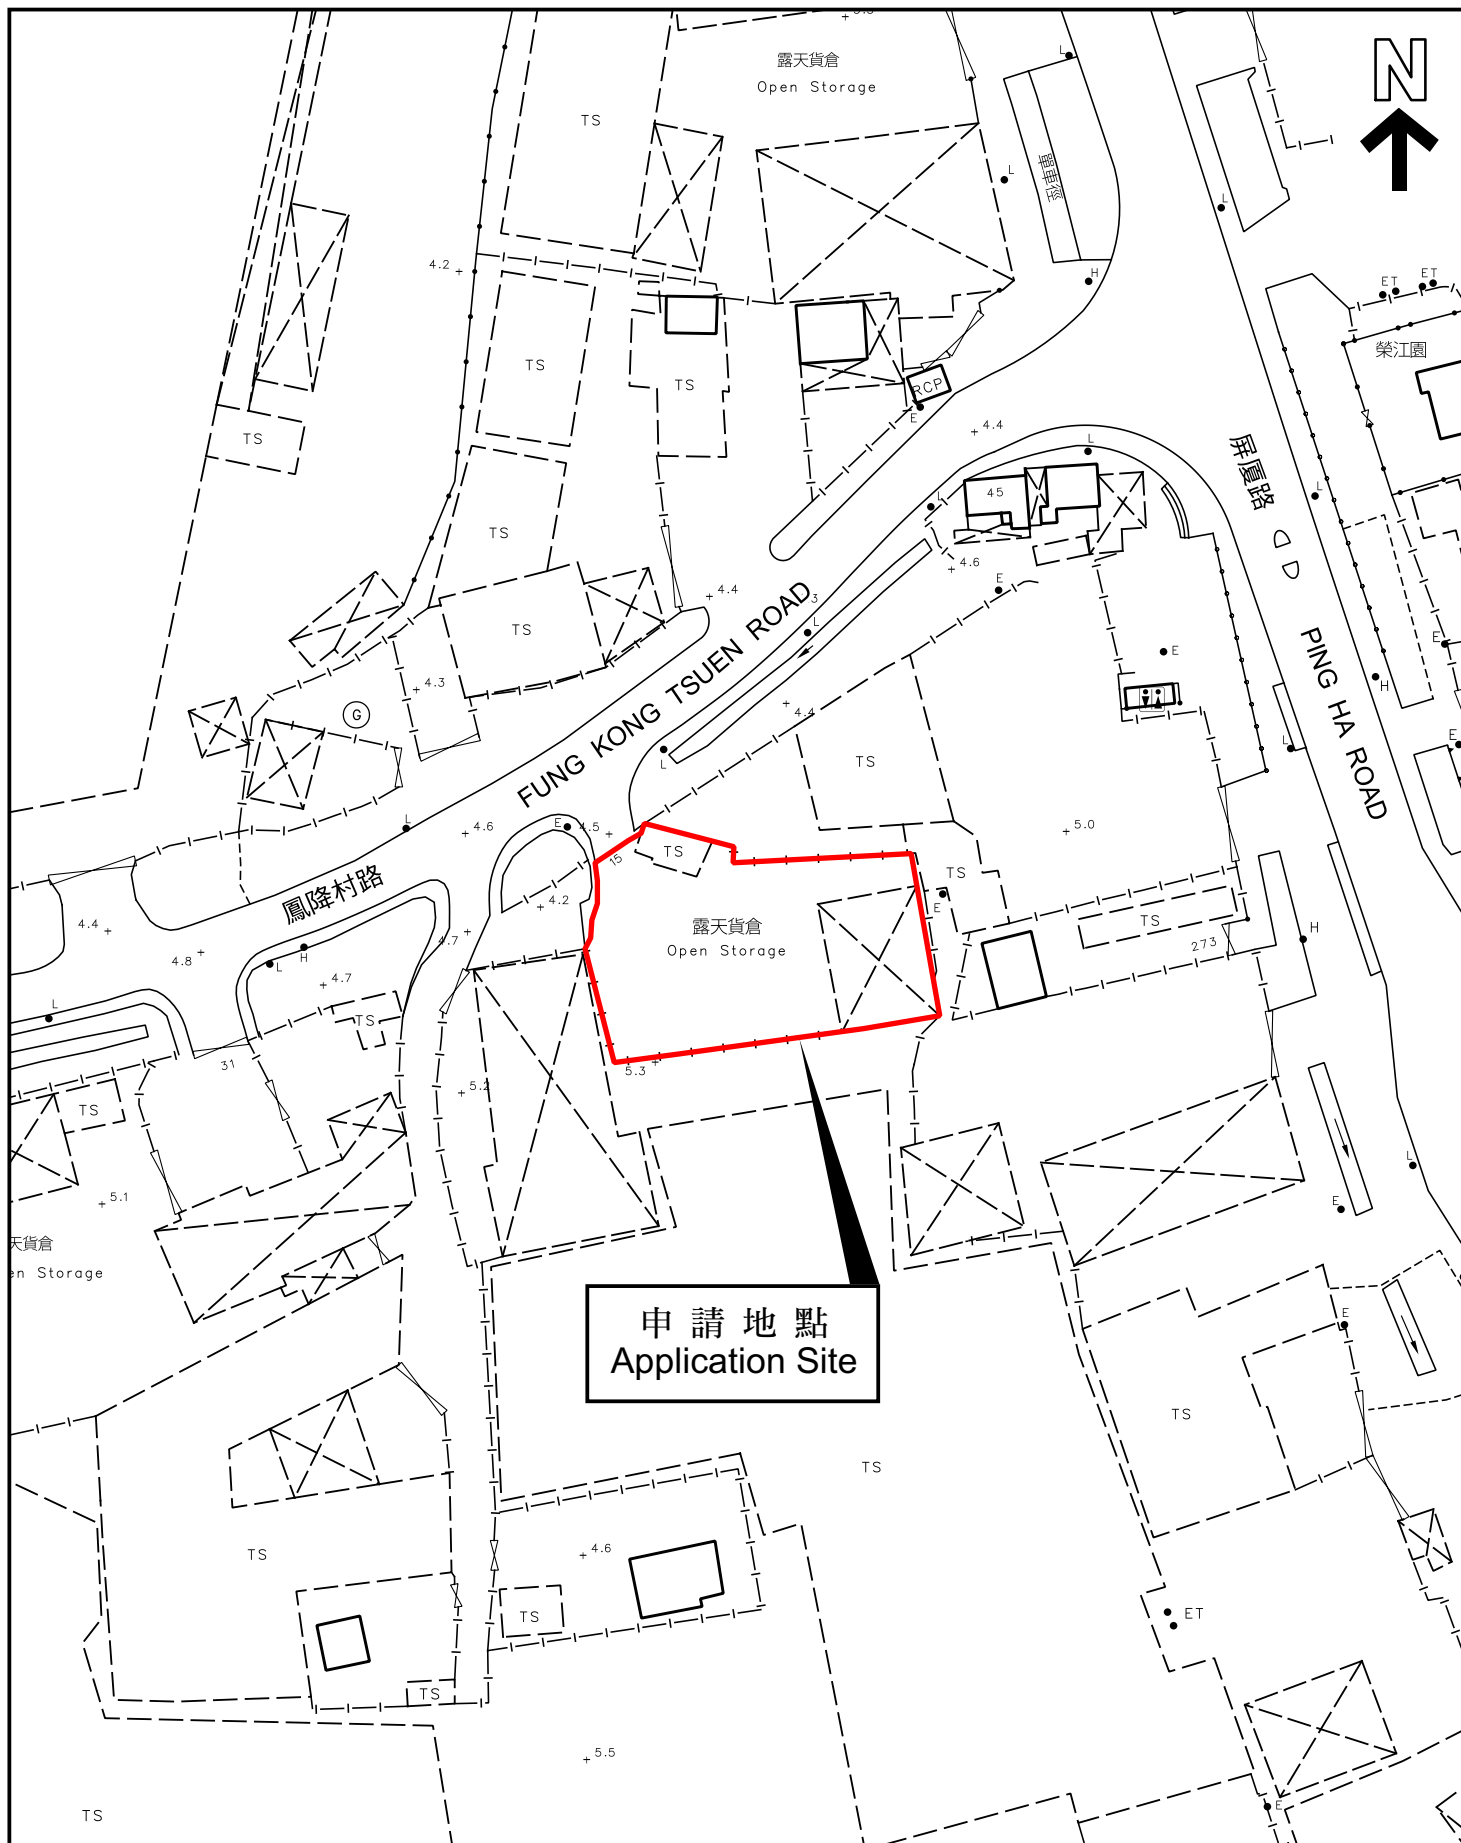 露天貨倉
Open Storage
N
TS
單車徑
L
L
L
4.2
H
ET
ET
TS
TS
榮江園
RCP
E
4.4
TS
L
屏廈路
L
45
L
TS
4.6
E
4.4
TS
FUNG KONG TSUEN ROAD
L
PING HA ROAD
E
E
4.3
H
G
4.4
L
TS
L
E
L
4.6
E
4.5
5.0
15
TS
TS
鳳降村路
4.2
E
露天貨倉
Open Storage
TS
273
H
4.4
4.7
4.8
H
L
4.7
L
TS
31
5.3
5.2
TS
5.1
L
E
天貨倉
en Storage
申請地點
Application Site
E
TS
TS
TS
4.6
TS
ET
TS
5.5
E
TS